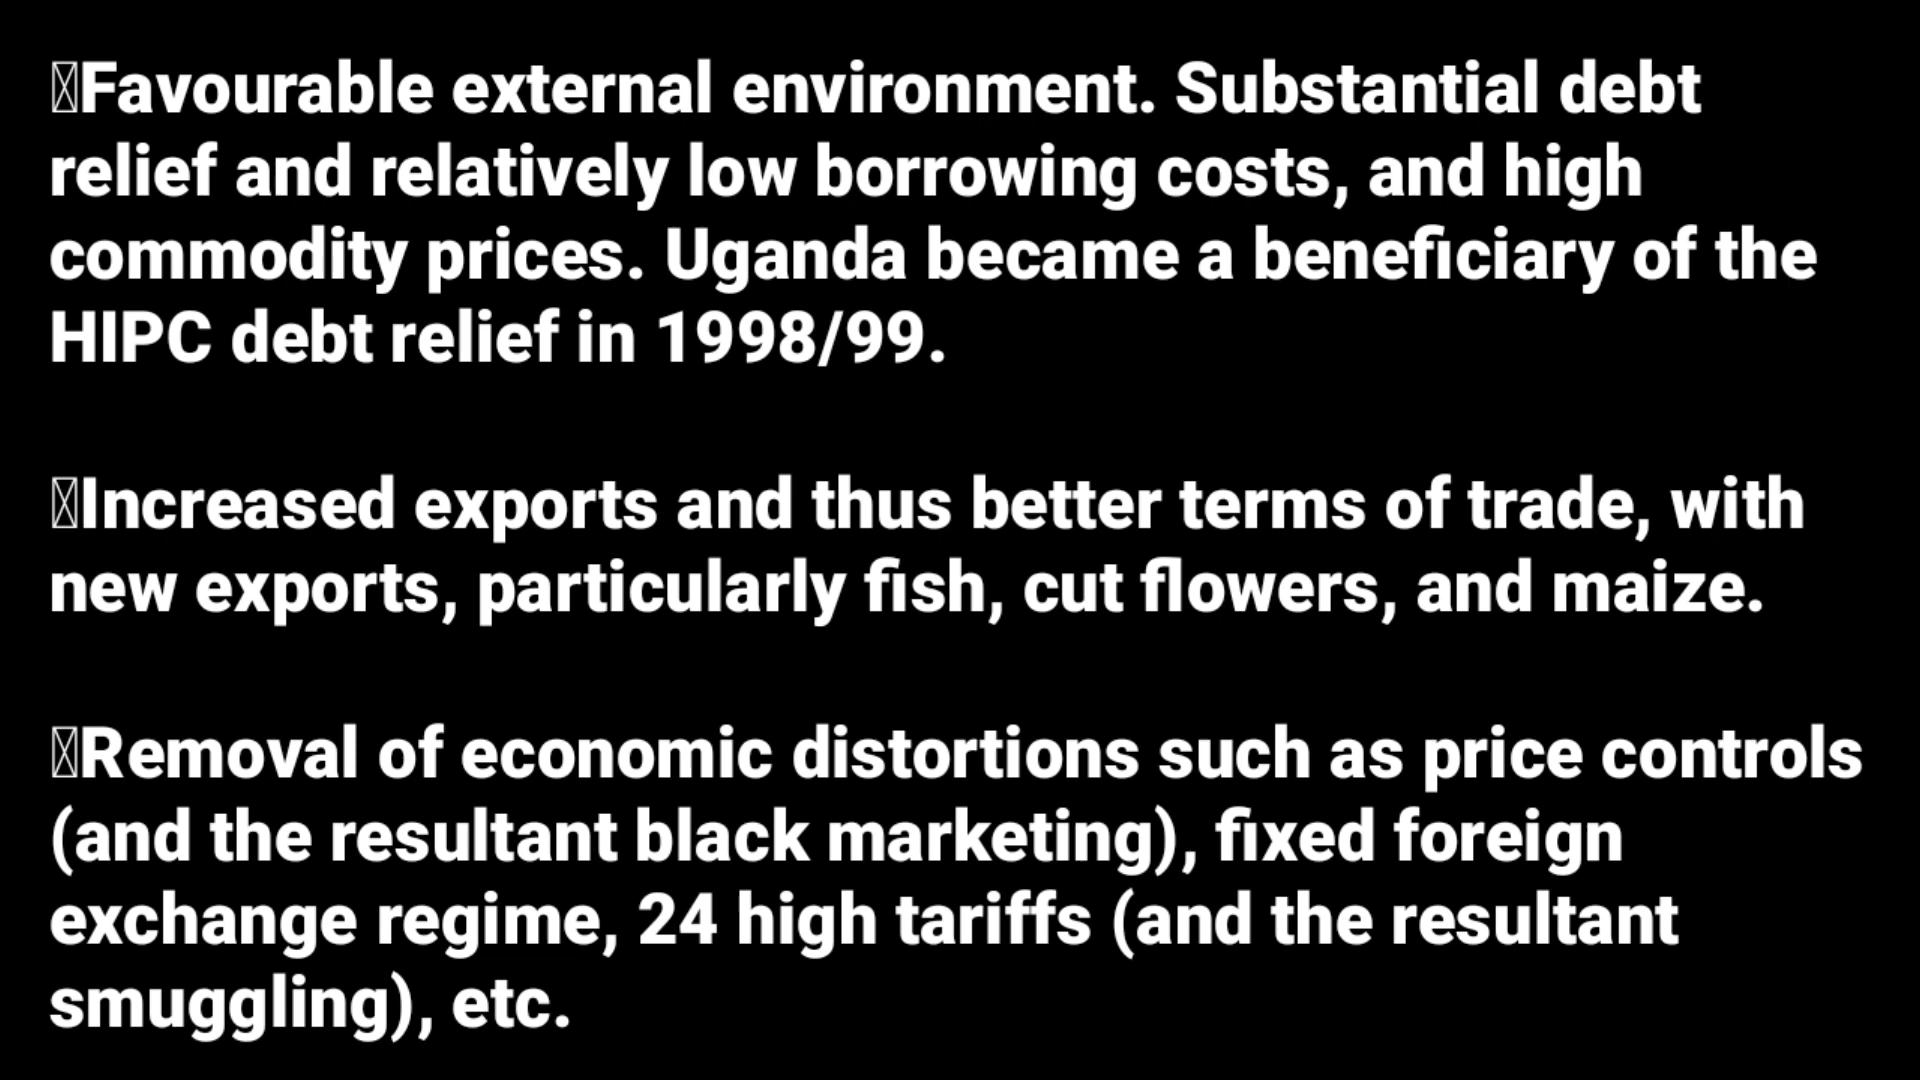 Favourable external environment. Substantial debt
relief and relatively low borrowing costs, and high
commodity prices. Uganda became a beneficiary of the
HIPC debt relief in 1998/99.
Increased exports and thus better terms of trade, with
new exports, particularly fish, cut flowers, and maize.
Removal of economic distortions such as price controls
(and the resultant black marketing), fixed foreign
exchange regime, 24 high tariffs (and the resultant
smuggling), etc.